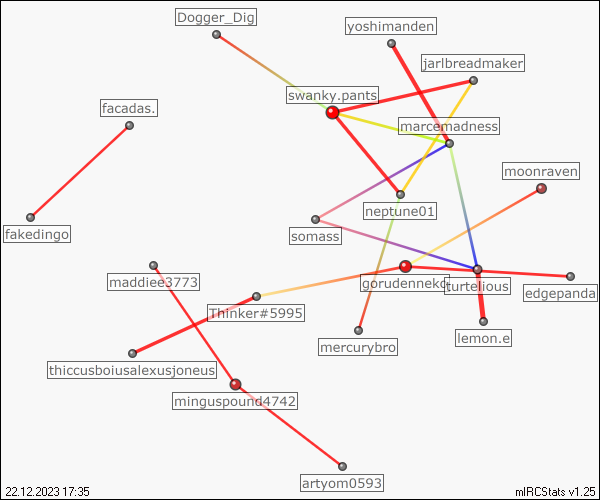 Dogger_Dig
yoshimanden
jarlbreadmaker
swanky.pants
facadas.
marcemadness
moonraven
neptune01
fakedingo
somass
maddiee3773
gorudenneko
turtelious
edgepanda
Thinker#5995
lemon.e
mercurybro
thiccusboiusalexusjoneus
minguspound4742
artyom0593
22.12.2023 17:35
mIRCStats v1.25